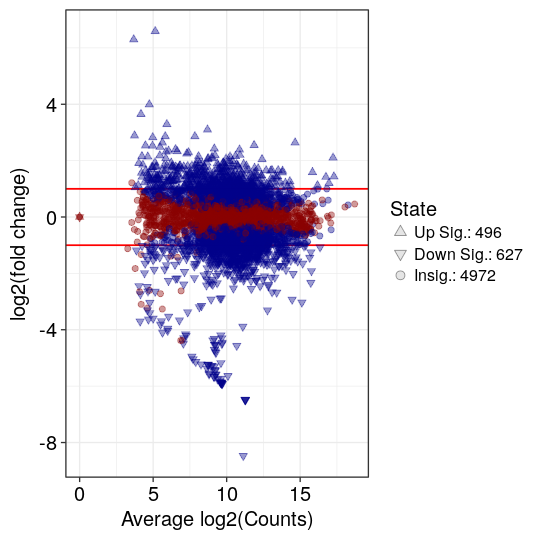 4
0
-4
-8
log2(fold change)
0 5 10 15
Average log2(Counts)
State
Up Sig.: 496
Down Sig.: 627
Insig.: 4972